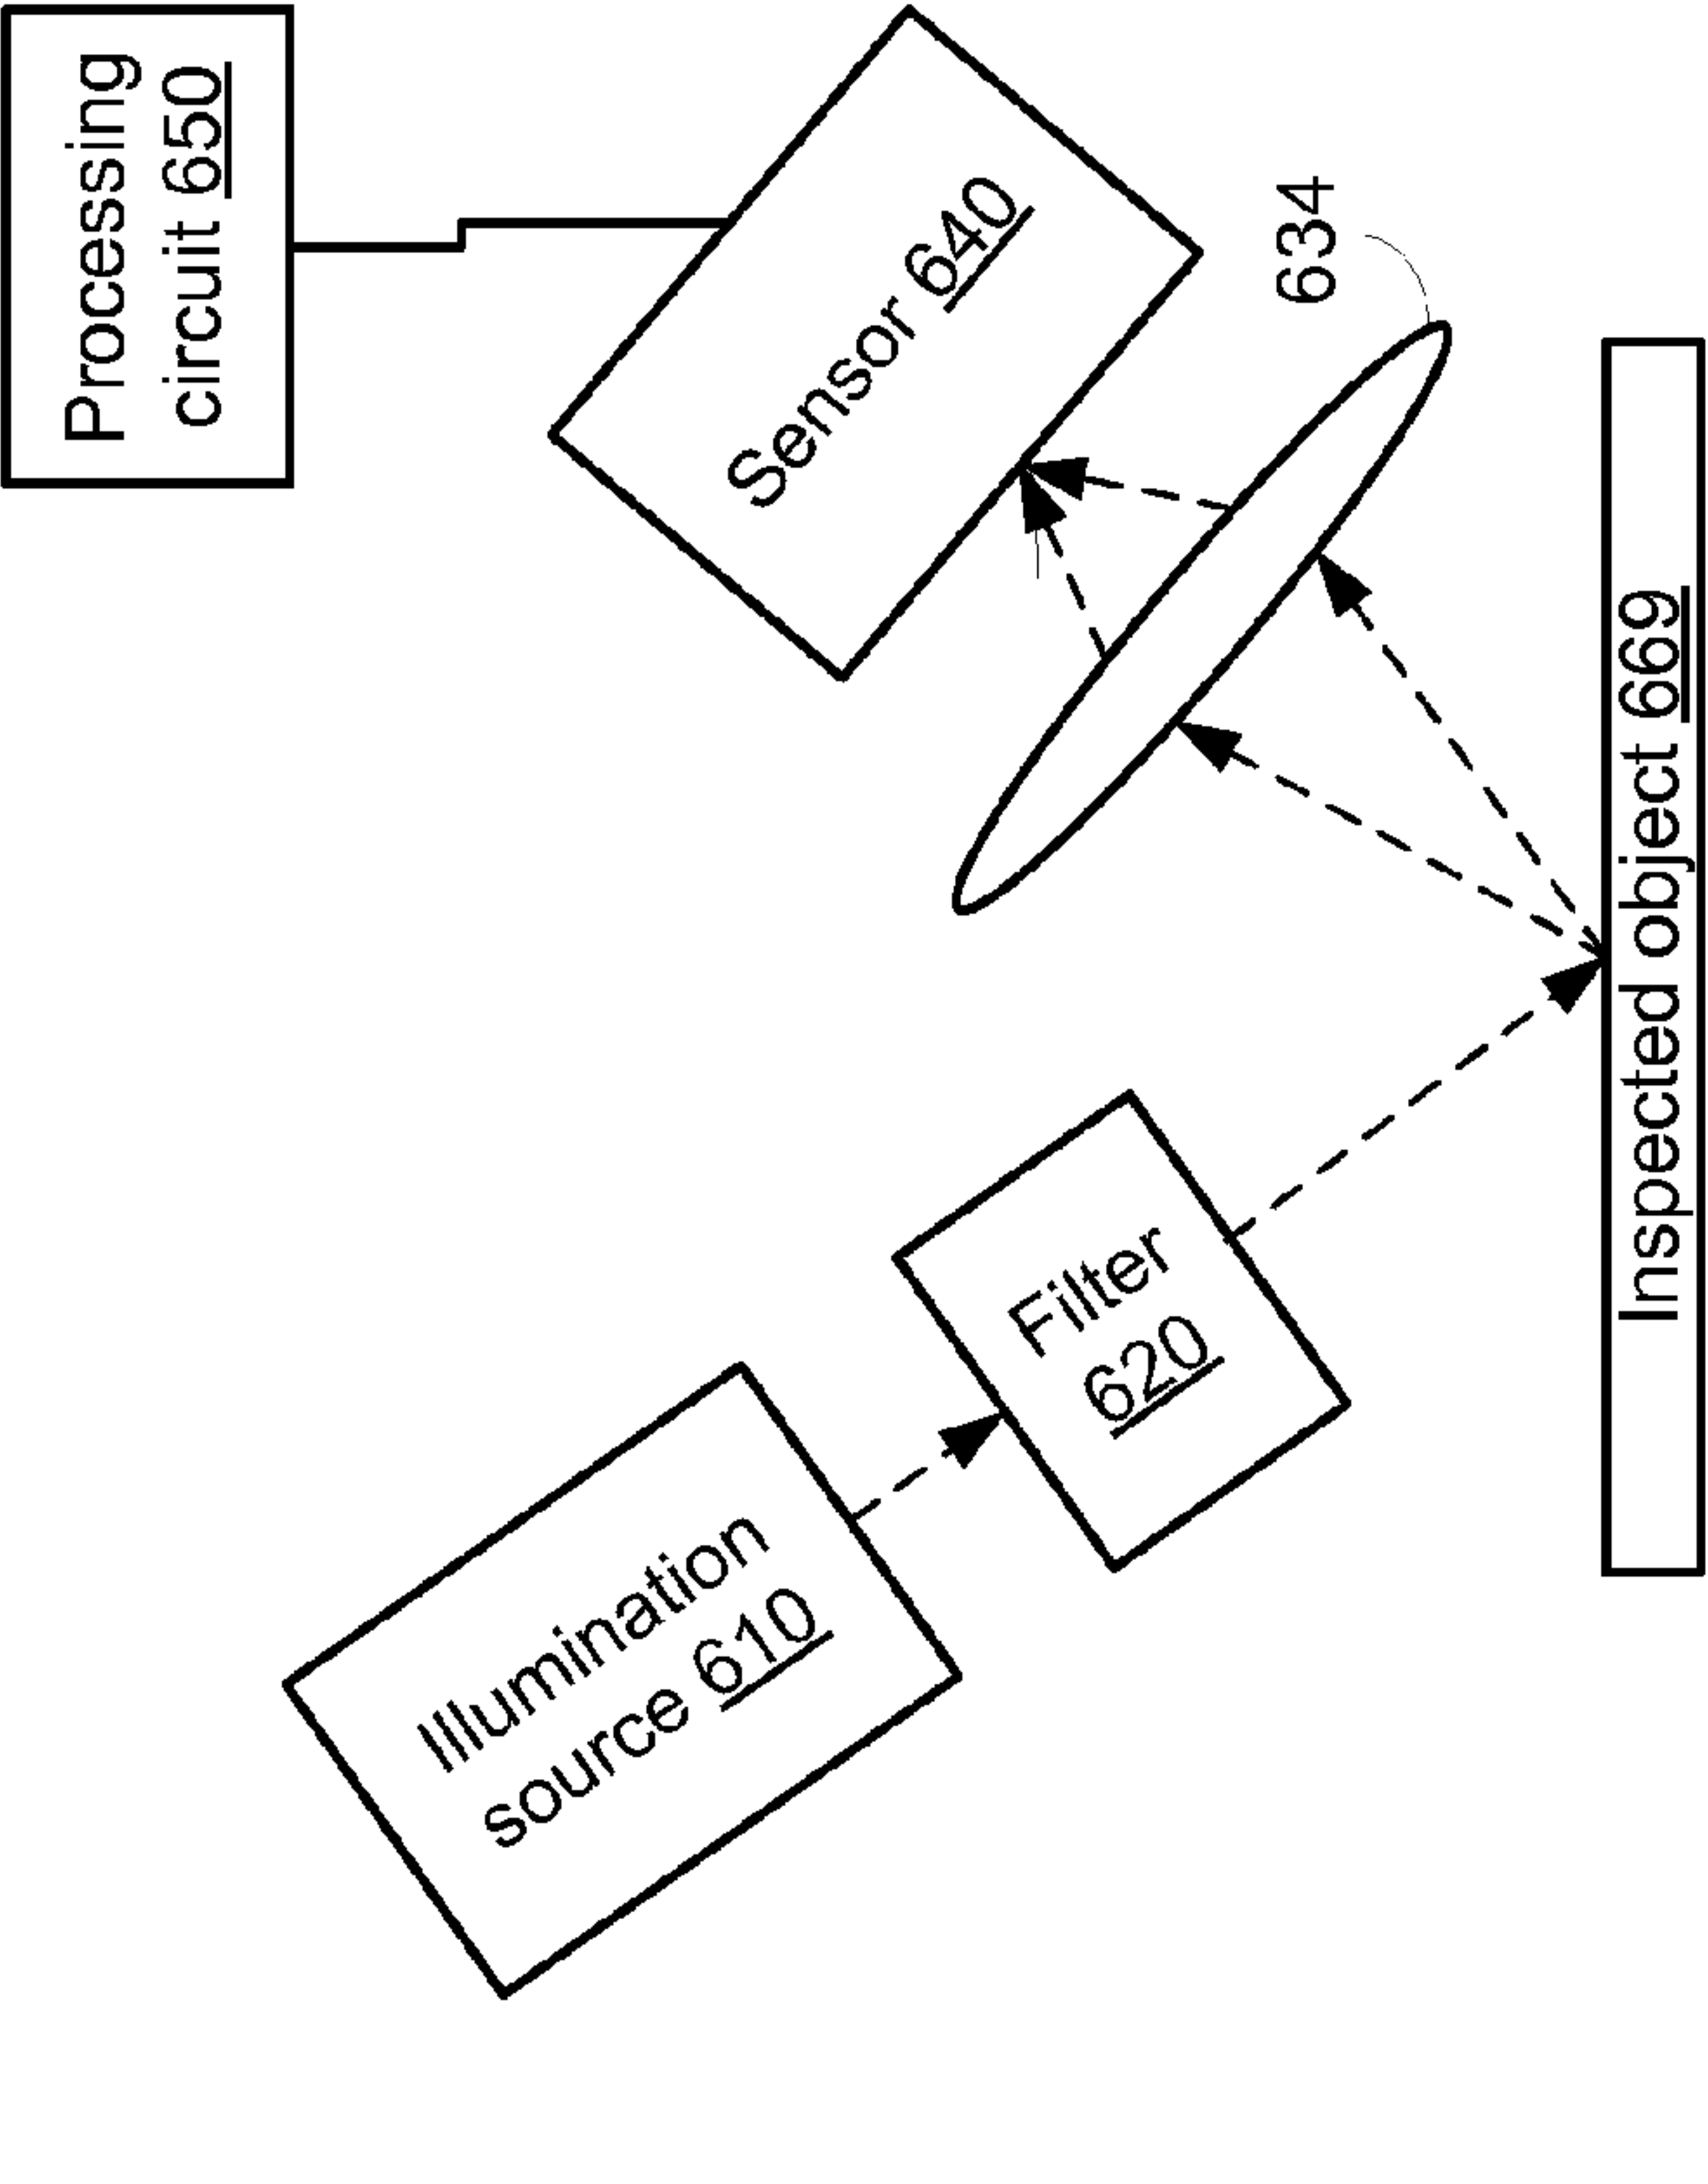 Processing
circuit 650
Sensor 640
634
Illumination
source 610
Filter
620
Inspected object 669